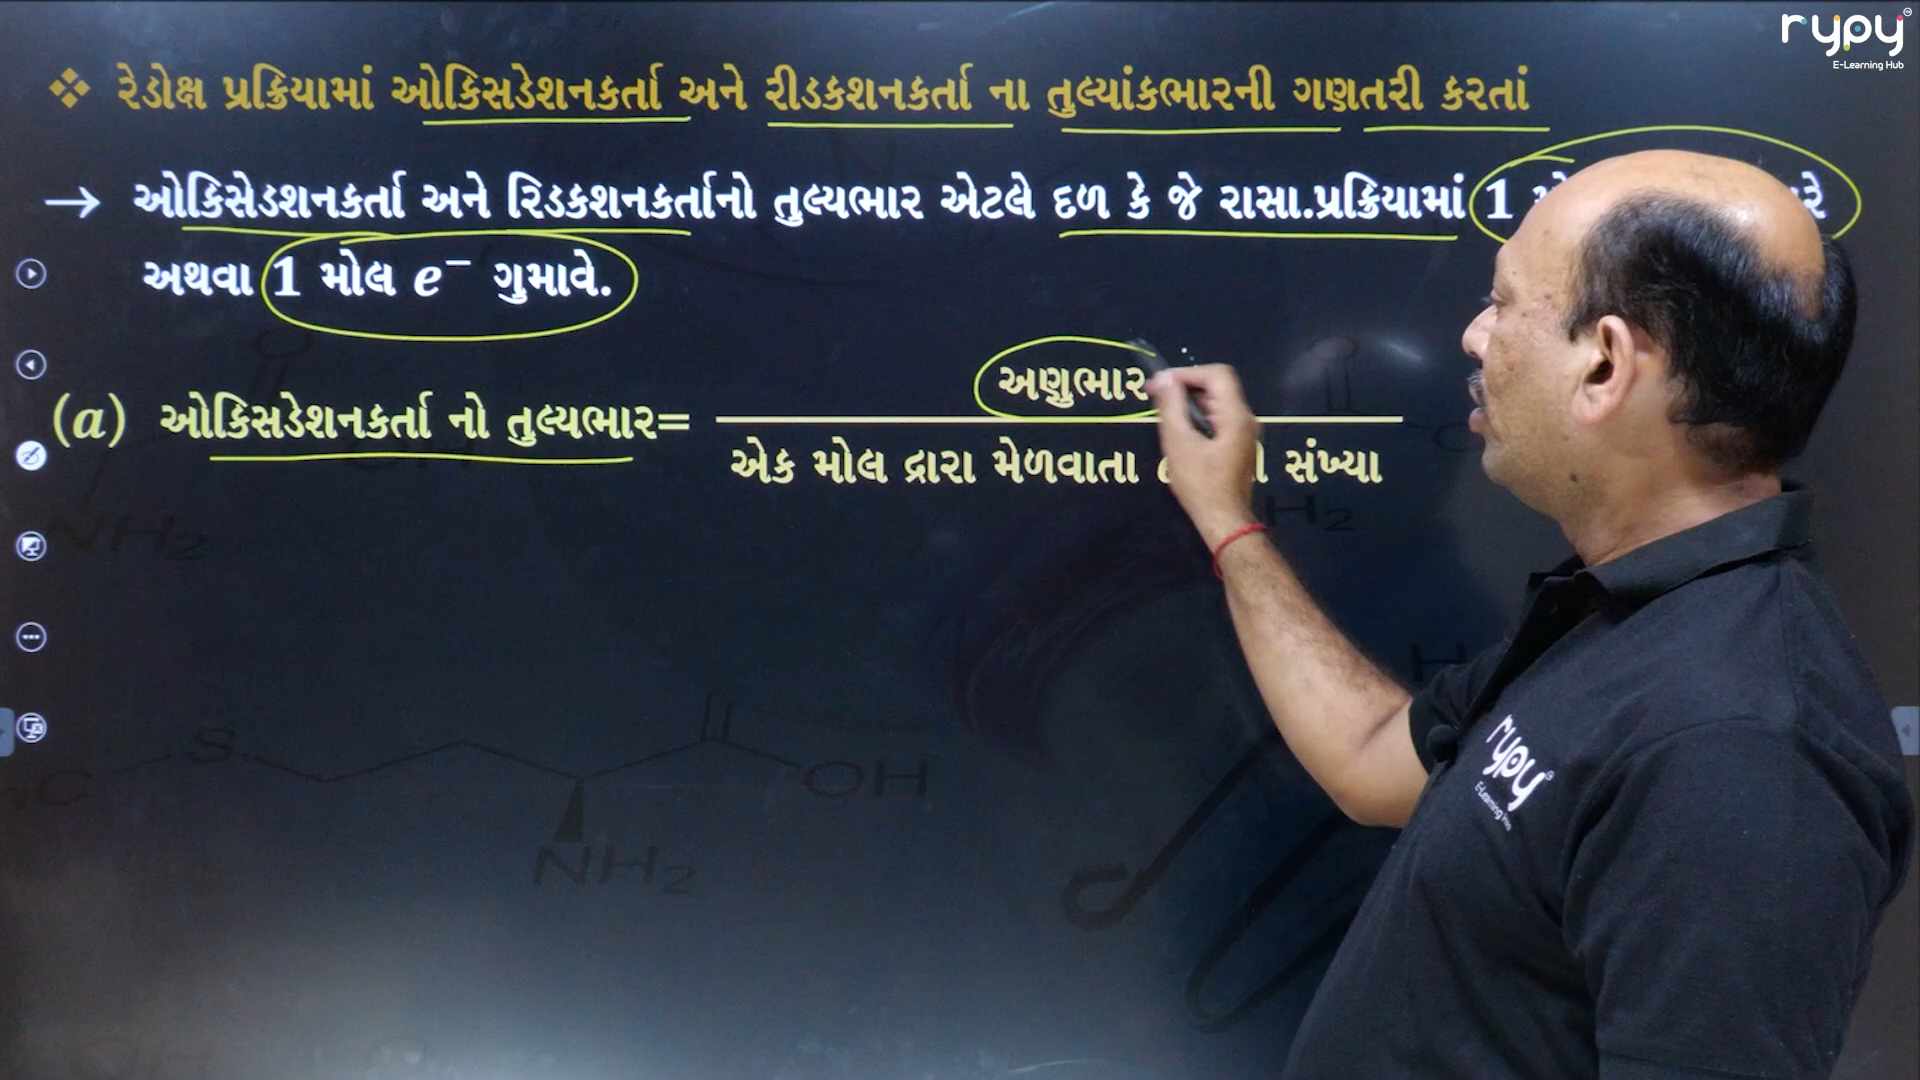 rypy
E-Learning Hub
❖ રેડોક્ષ પ્રક્રિયામાં ઓક્સિડેશનકર્તા અને રીડકશનકર્તા ના તુલ્યાંકભારની ગણતરી કરતાં
→ ઓક્સિડેશનકર્તા અને રિડકશનકર્તાનો તુલ્યભાર એટલે દળ કે જે રાસા.પ્રક્રિયામાં 1
અથવા 1 મોલ e⁻ ગુમાવે.
અણુભાર
(a) ઓક્સિડેશનકર્તા નો તુલ્યભાર=
એક મોલ દ્રારા મેળવાતા સંખ્યા
NH₂
H₂
S
OH
NH₂
rypy